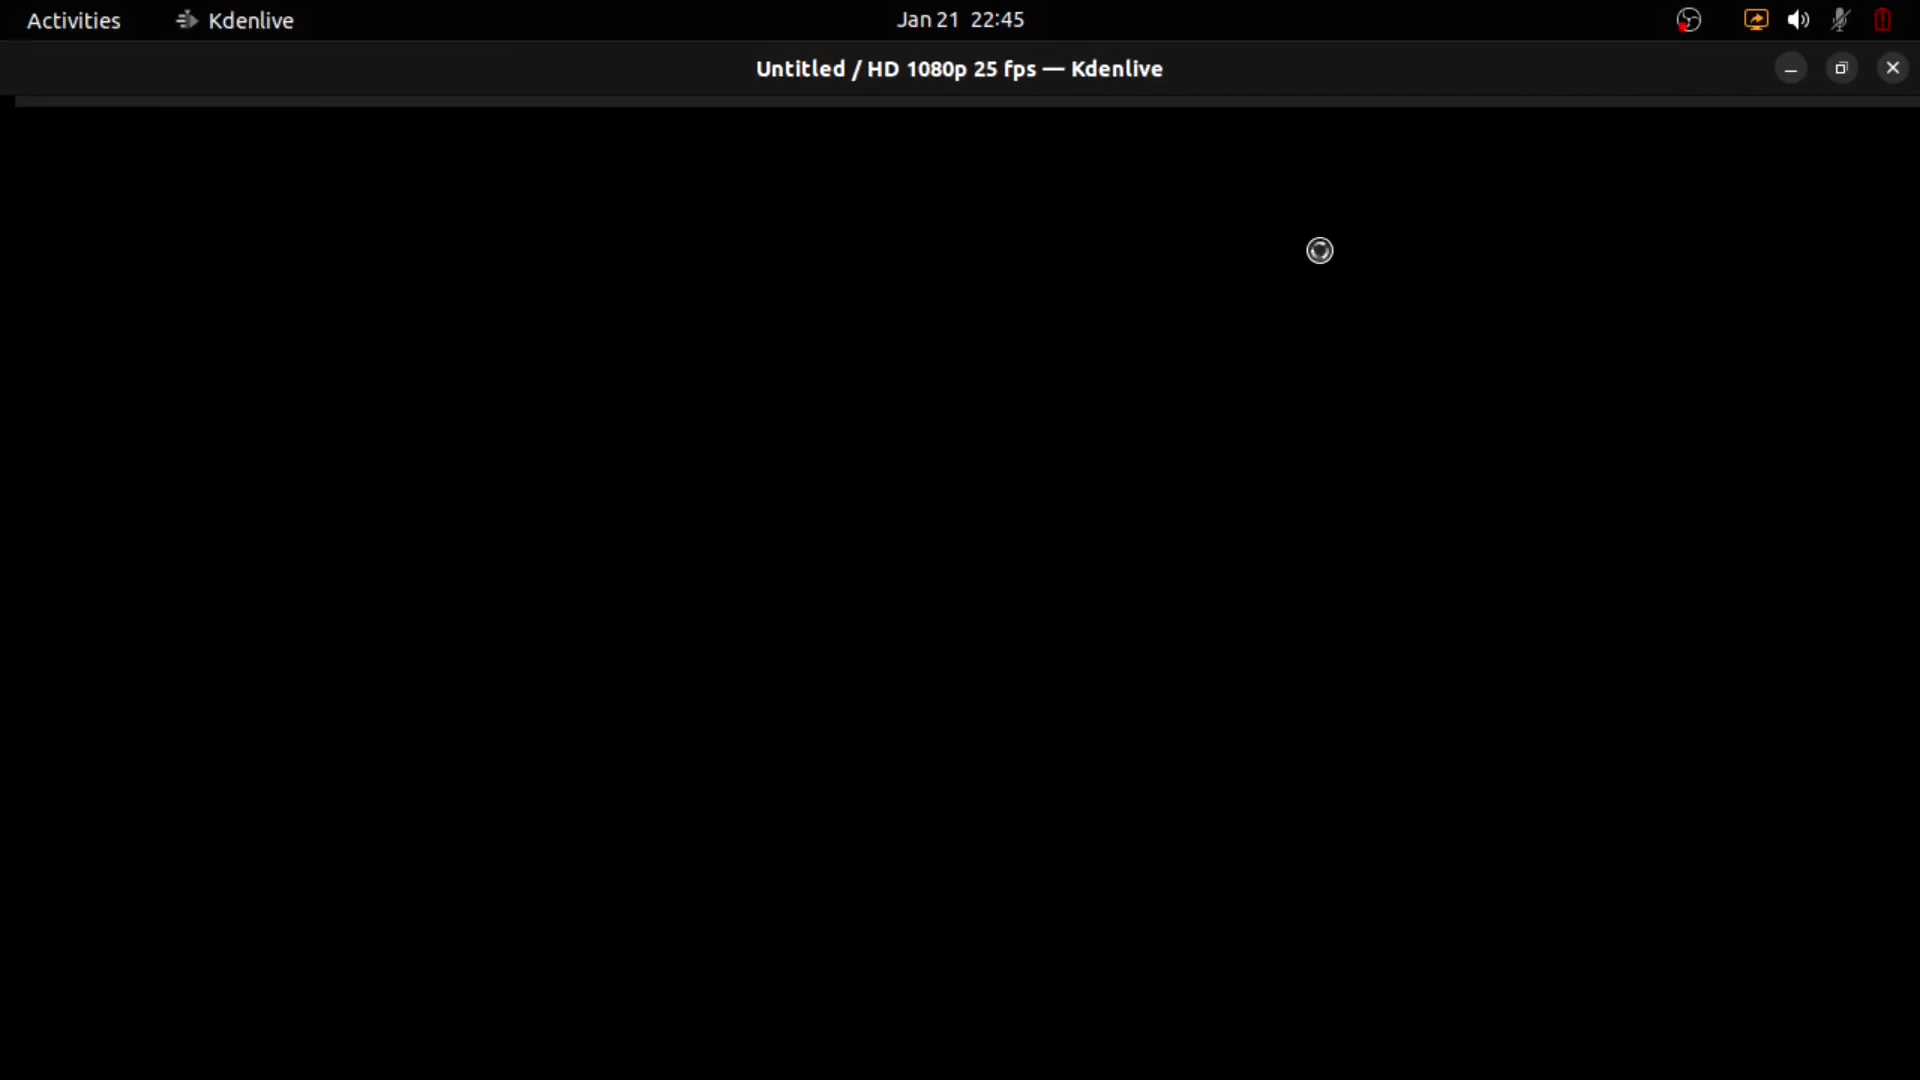 Activities Kdenlive Jan 21 22:45
Untitled / HD 1080p 25 fps — Kdenlive